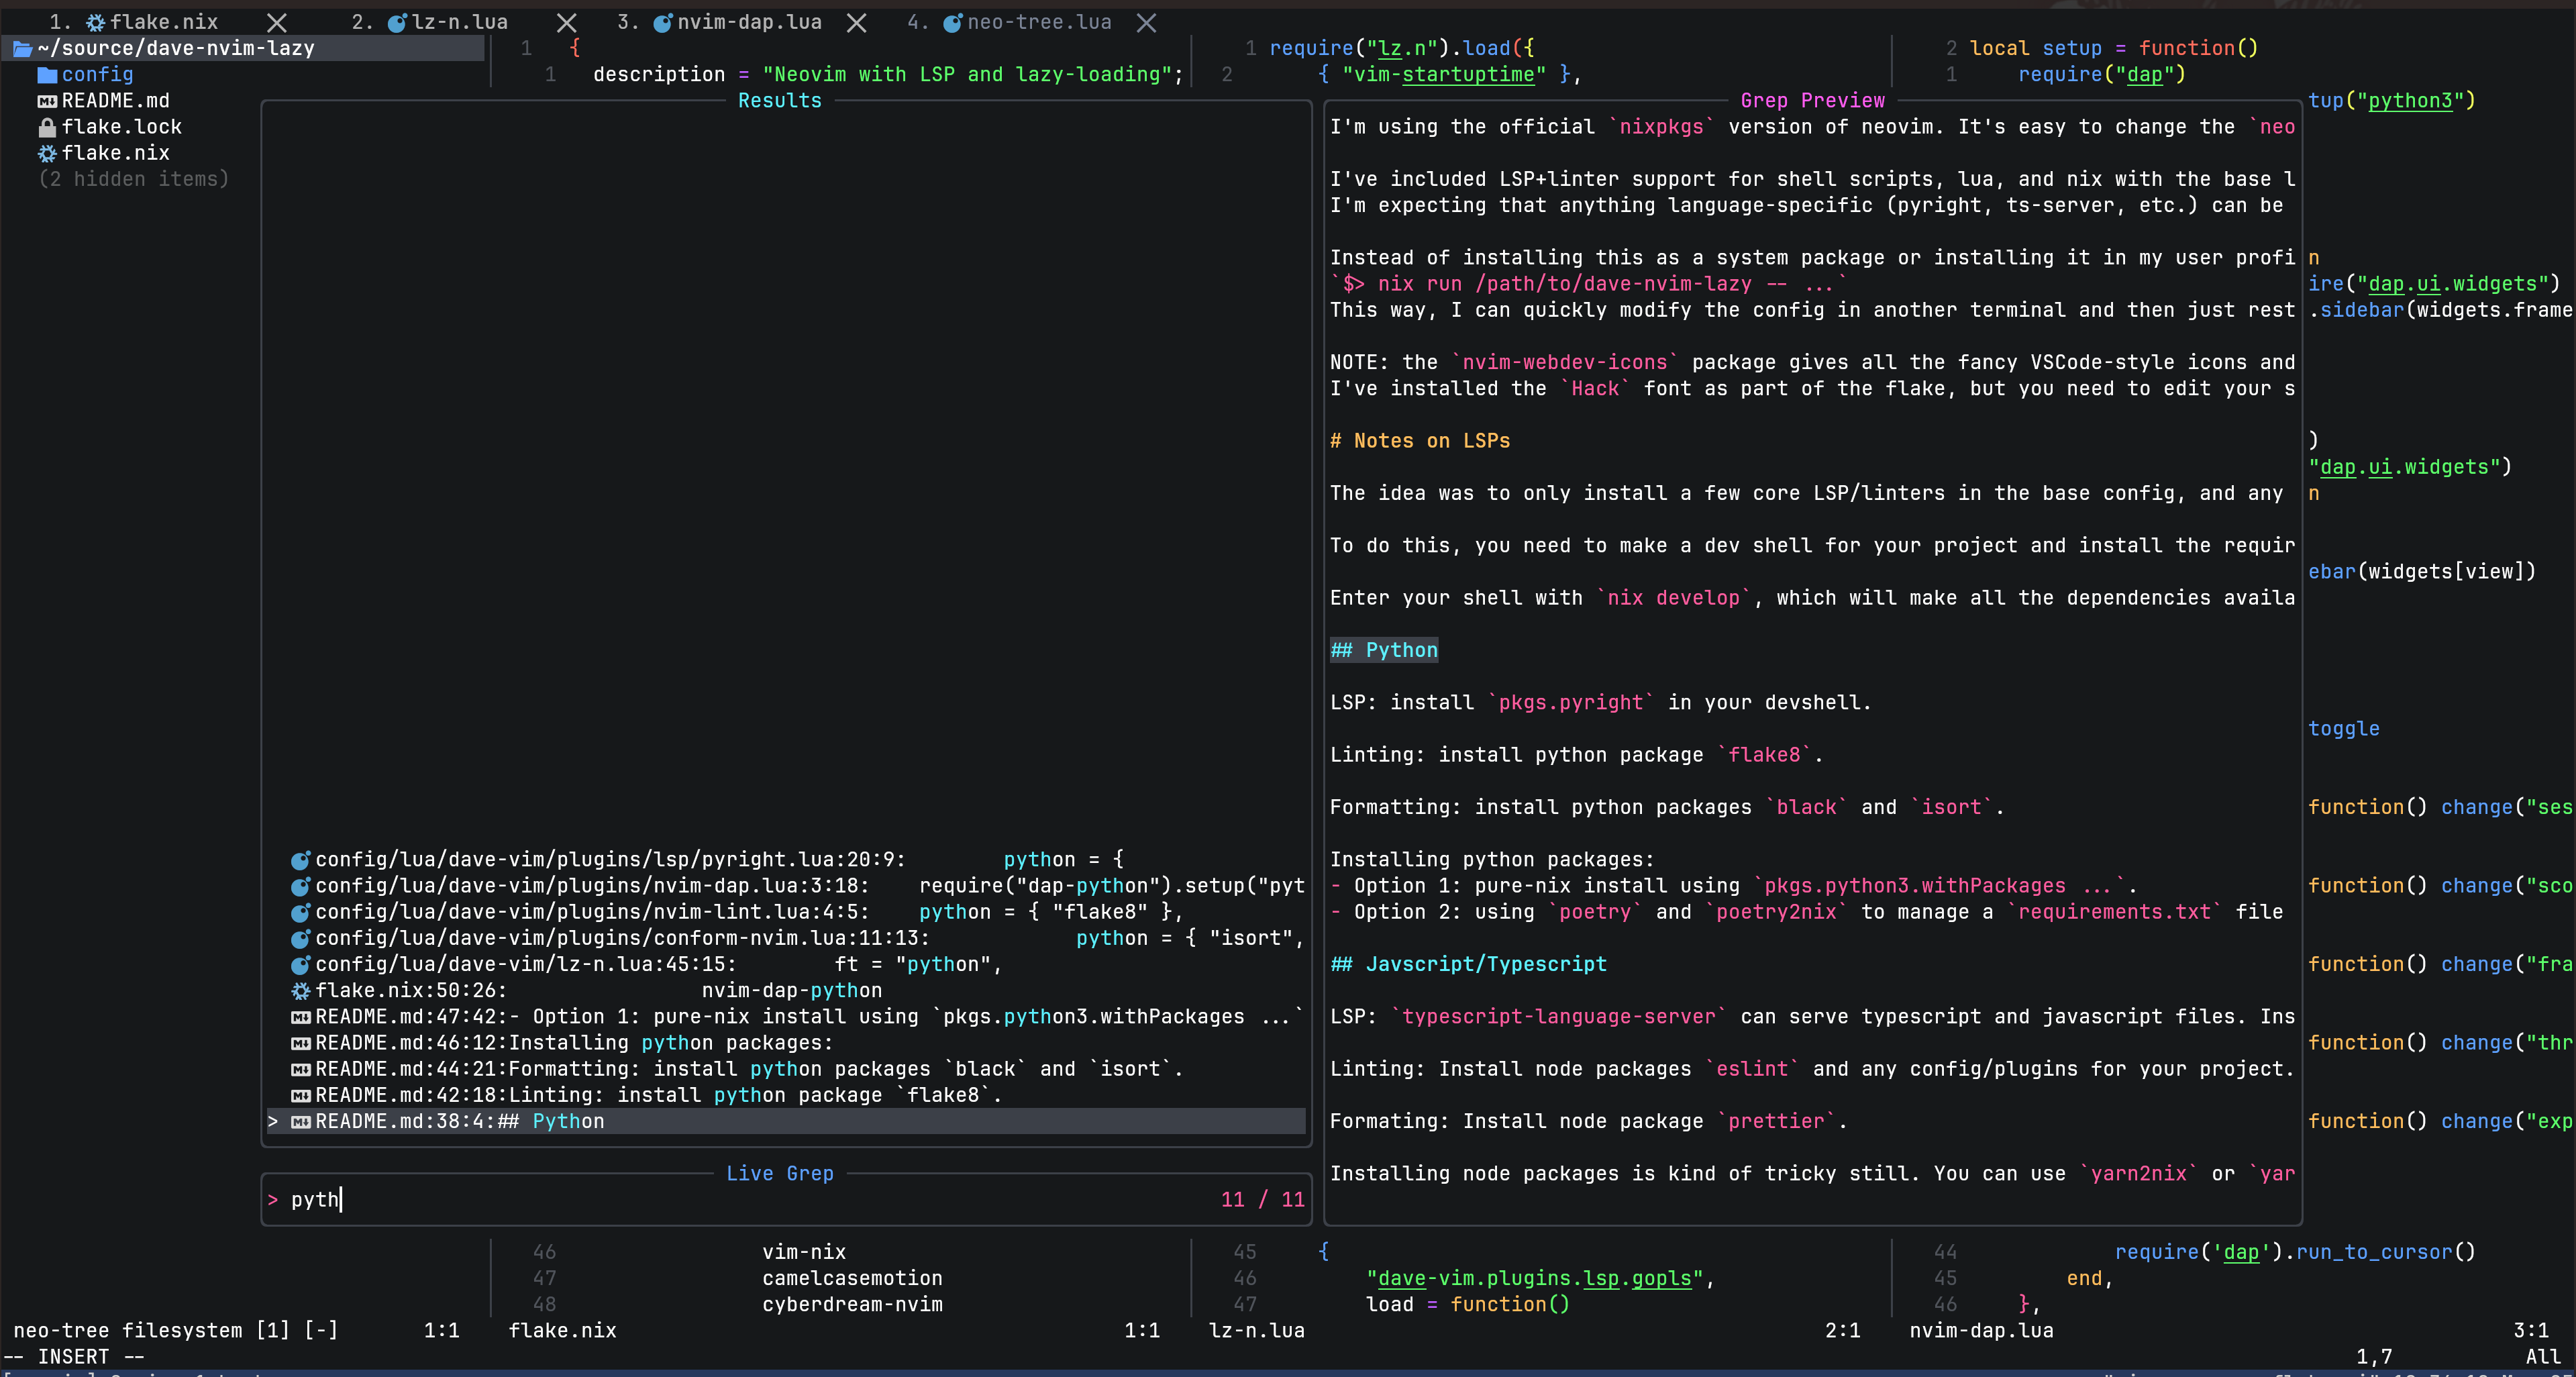 1. flake.nix 2. lz-n.lua 3. nvim-dap.lua 4. neo-tree.lua
~/source/dave-nvim-lazy
config
README.md
flake.lock
flake.nix
(2 hidden items)
1 {
1 description = "Neovim with LSP and lazy-loading";
1 require("lz.n").load({
2 { "vim-startuptime" },
2 local setup = function()
1 require("dap")
Results
config/lua/dave-vim/plugins/lsp/pyright.lua:20:9: python = {
config/lua/dave-vim/plugins/nvim-dap.lua:3:18: require("dap-python").setup("pyt
config/lua/dave-vim/plugins/nvim-lint.lua:4:5: python = { "flake8" },
config/lua/dave-vim/plugins/conform-nvim.lua:11:13: python = { "isort",
config/lua/dave-vim/lz-n.lua:45:15: ft = "python",
flake.nix:50:26: nvim-dap-python
README.md:47:42:- Option 1: pure-nix install using `pkgs.python3.withPackages ...`
README.md:46:12:Installing python packages:
README.md:44:21:Formatting: install python packages `black` and `isort`.
README.md:42:18:Linting: install python package `flake8`.
> README.md:38:4:## Python
Live Grep
> pyth 11 / 11
Grep Preview
I'm using the official `nixpkgs` version of neovim. It's easy to change the `neo
I've included LSP+linter support for shell scripts, lua, and nix with the base l
I'm expecting that anything language-specific (pyright, ts-server, etc.) can be
Instead of installing this as a system package or installing it in my user profi
`$> nix run /path/to/dave-nvim-lazy -- ...`
This way, I can quickly modify the config in another terminal and then just rest
NOTE: the `nvim-webdev-icons` package gives all the fancy VSCode-style icons and
I've installed the `Hack` font as part of the flake, but you need to edit your s
# Notes on LSPs
The idea was to only install a few core LSP/linters in the base config, and any
To do this, you need to make a dev shell for your project and install the requir
Enter your shell with `nix develop`, which will make all the dependencies availa
## Python
LSP: install `pkgs.pyright` in your devshell.
Linting: install python package `flake8`.
Formatting: install python packages `black` and `isort`.
Installing python packages:
- Option 1: pure-nix install using `pkgs.python3.withPackages ...`.
- Option 2: using `poetry` and `poetry2nix` to manage a `requirements.txt` file
## Javscript/Typescript
LSP: `typescript-language-server` can serve typescript and javascript files. Ins
Linting: Install node packages `eslint` and any config/plugins for your project.
Formating: Install node package `prettier`.
Installing node packages is kind of tricky still. You can use `yarn2nix` or `yar
tup("python3")
n
ire("dap.ui.widgets")
.sidebar(widgets.frame
)
"dap.ui.widgets")
n
ebar(widgets[view])
toggle
function() change("ses
function() change("sco
function() change("fra
function() change("thr
function() change("exp
46 vim-nix
47 camelcasemotion
48 cyberdream-nvim
45 {
46 "dave-vim.plugins.lsp.gopls",
47 load = function()
44 require('dap').run_to_cursor()
45 end,
46 },
neo-tree filesystem [1] [-] 1:1 flake.nix 1:1 lz-n.lua 2:1 nvim-dap.lua 3:1
-- INSERT -- 1,7 All